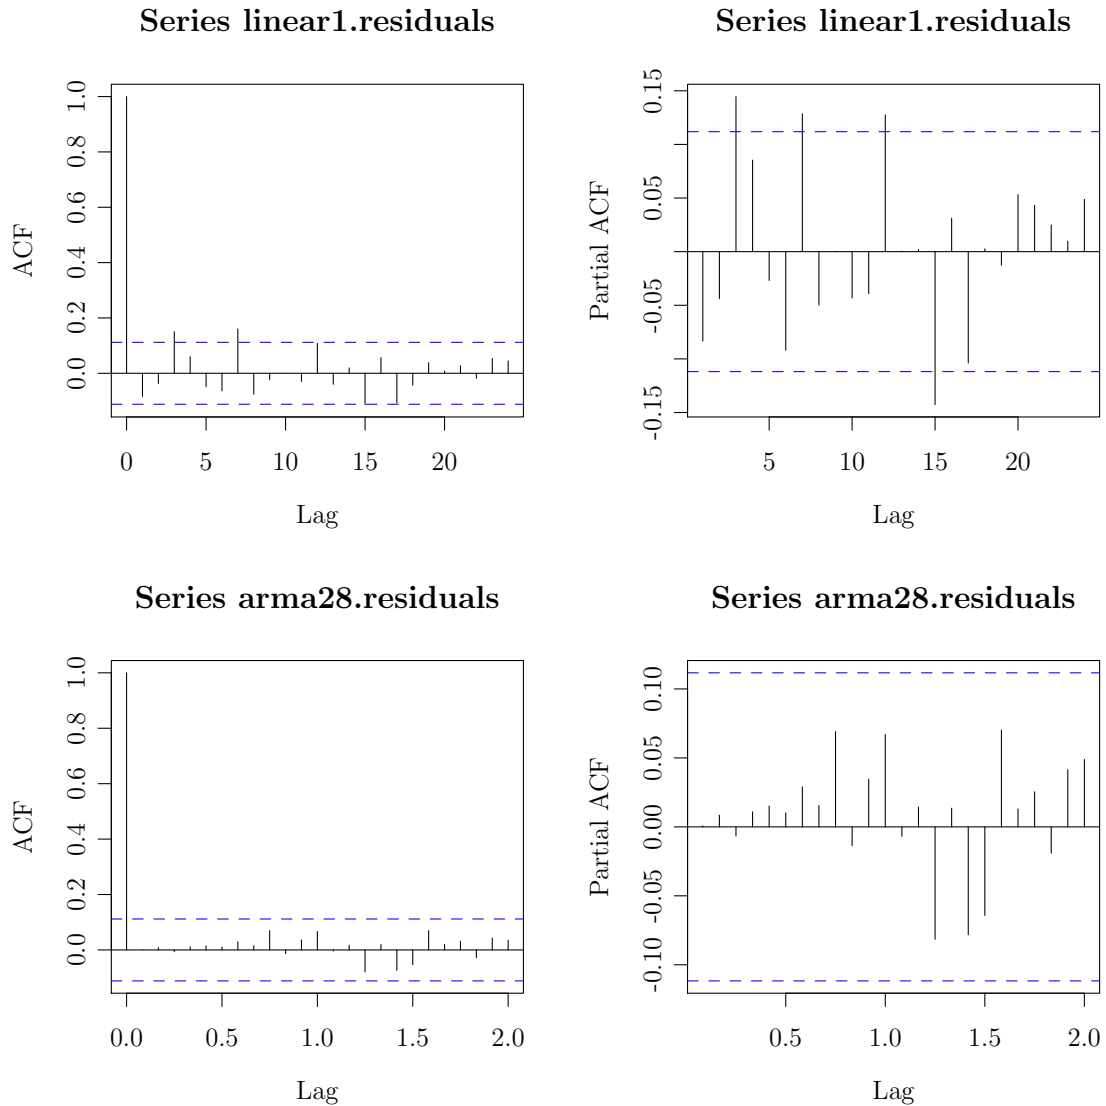 Series linear1.residuals
ACF
0.0 0.2 0.4 0.6 0.8 1.0
0 5 10 15 20
Lag
Series linear1.residuals
Partial ACF
-0.15 -0.05 0.05 0.15
5 10 15 20
Lag
Series arma28.residuals
ACF
0.0 0.2 0.4 0.6 0.8 1.0
0.0 0.5 1.0 1.5 2.0
Lag
Series arma28.residuals
Partial ACF
-0.10 -0.05 0.00 0.05 0.10
0.5 1.0 1.5 2.0
Lag